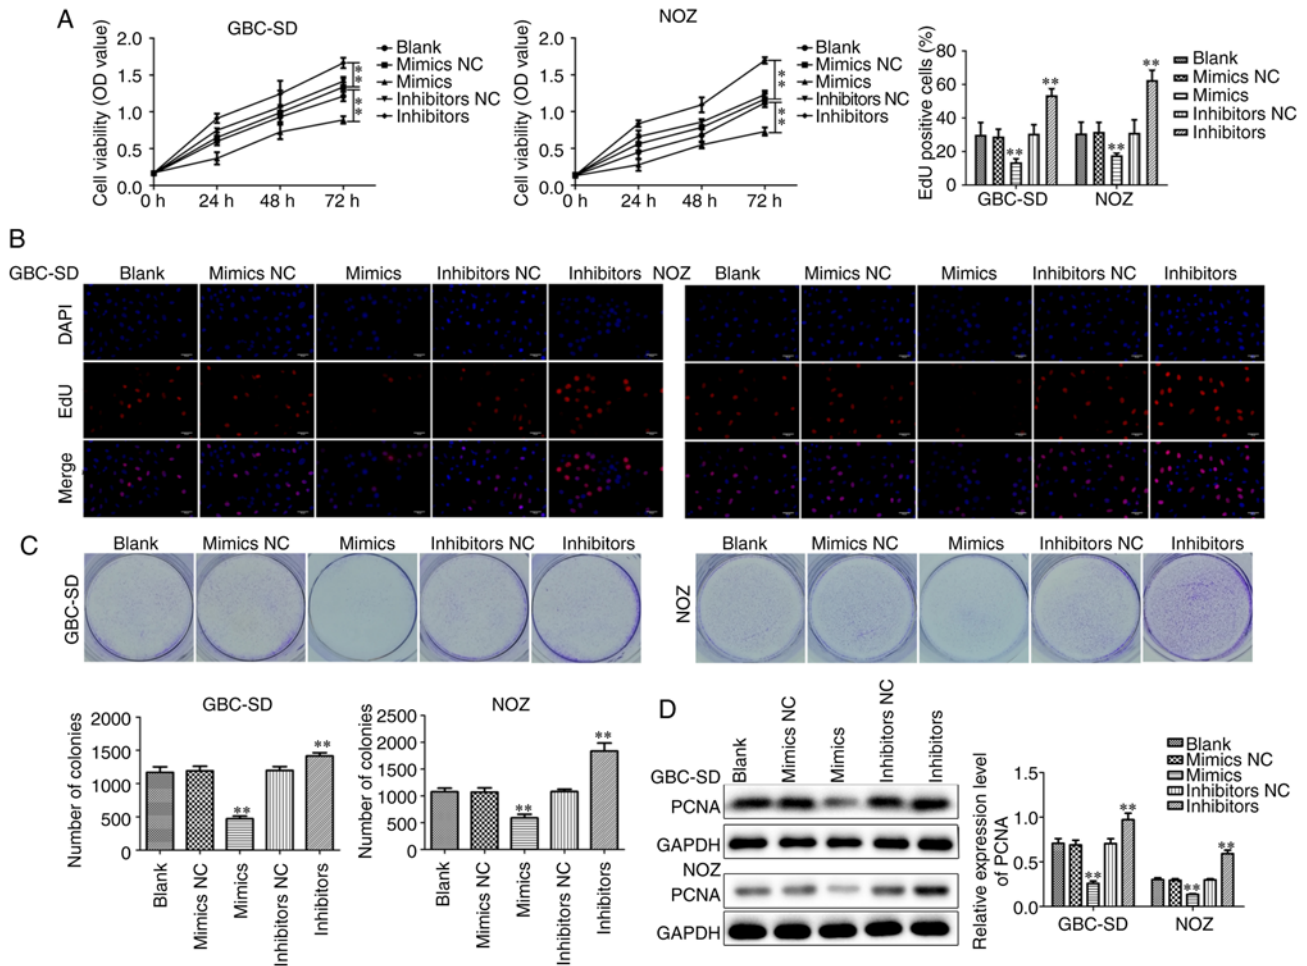 A
GBC-SD
Cell viability (OD value)
2.0
1.5
1.0
0.5
0.0
0 h 24 h 48 h 72 h
**
**
Blank
Mimics NC
Mimics
Inhibitors NC
Inhibitors
NOZ
Cell viability (OD value)
2.0
1.5
1.0
0.5
0.0
0 h 24 h 48 h 72 h
**
**
Blank
Mimics NC
Mimics
Inhibitors NC
Inhibitors
EdU positive cells (%)
80
60
40
20
0
** ** ** **
GBC-SD NOZ
Blank
Mimics NC
Mimics
Inhibitors NC
Inhibitors
B
GBC-SD Blank Mimics NC Mimics Inhibitors NC Inhibitors NOZ Blank Mimics NC Mimics Inhibitors NC Inhibitors
DAPI
EdU
Merge
C
Blank Mimics NC Mimics Inhibitors NC Inhibitors
GBC-SD
Blank Mimics NC Mimics Inhibitors NC Inhibitors
NOZ
GBC-SD
Number of colonies
2000
1500
1000
500
0
** **
Blank Mimics NC Mimics Inhibitors NC Inhibitors
NOZ
Number of colonies
2500
2000
1500
1000
500
0
** **
Blank Mimics NC Mimics Inhibitors NC Inhibitors
D
Blank Mimics NC Mimics Inhibitors NC Inhibitors
GBC-SD
PCNA
GAPDH
NOZ
PCNA
GAPDH
Relative expression level
of PCNA
1.5
1.0
0.5
0.0
** ** ** **
GBC-SD NOZ
Blank
Mimics NC
Mimics
Inhibitors NC
Inhibitors